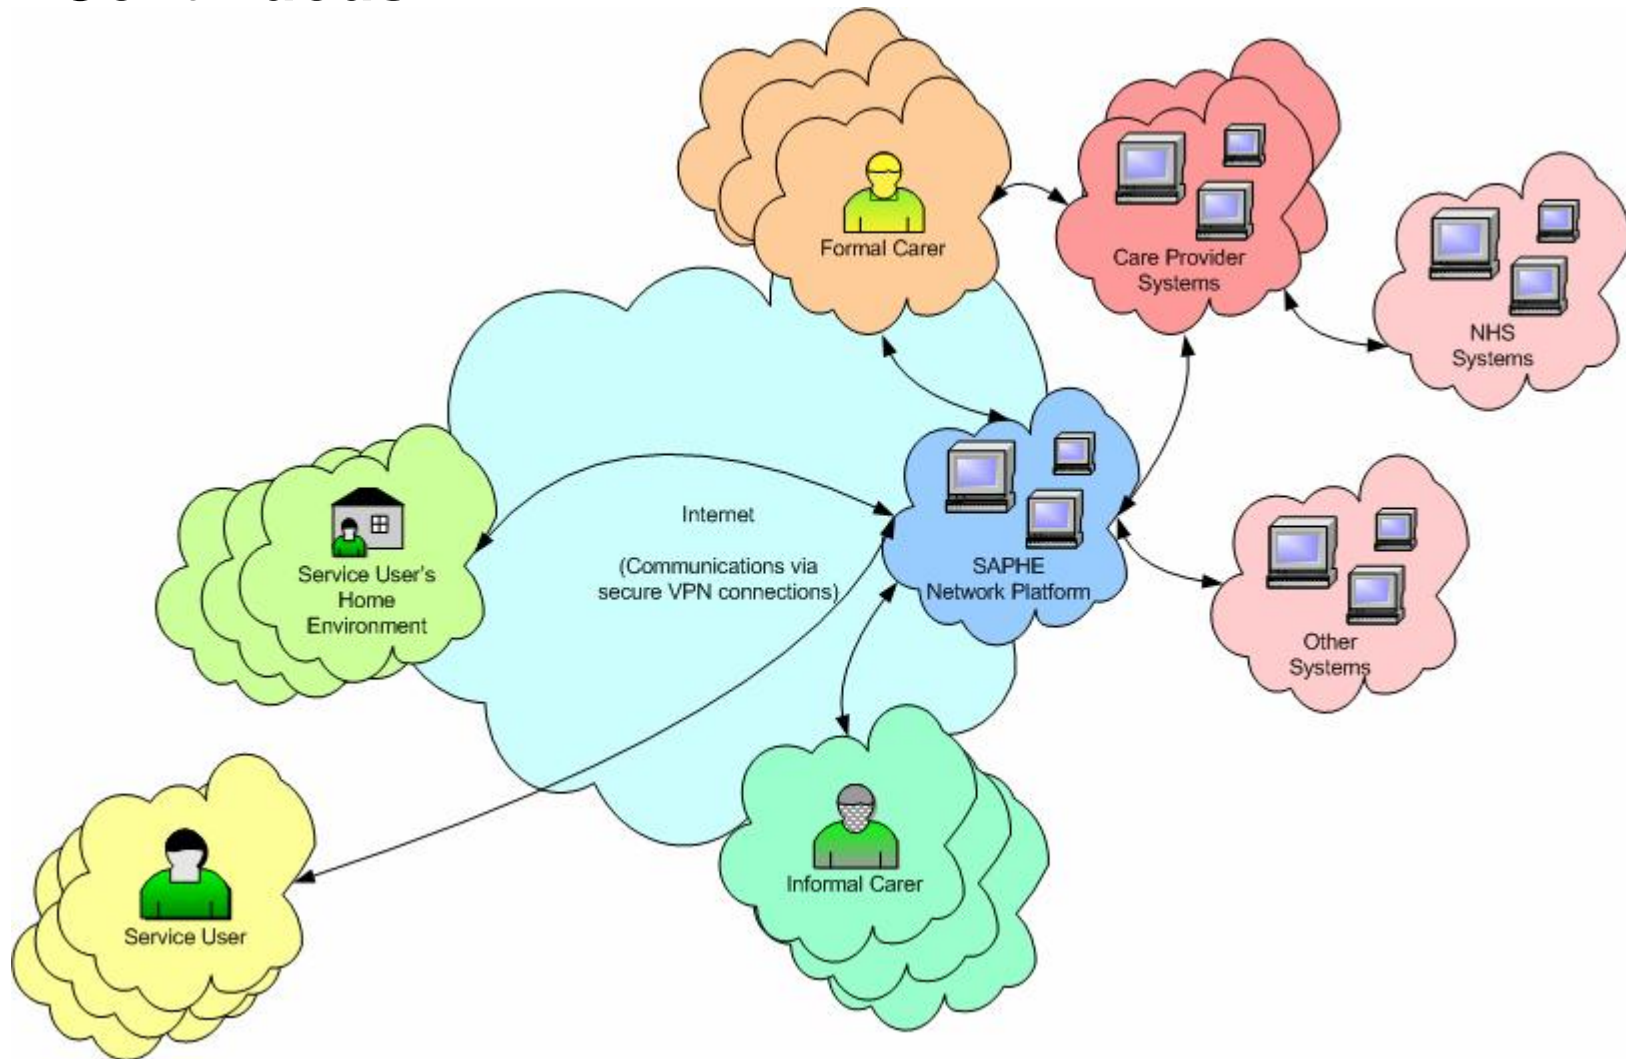 Formal Carer
Care Provider
Systems
NHS
Systems
Internet
(Communications via
secure VPN connections)
SAPHE
Network Platform
Service User's
Home
Environment
Other
Systems
Informal Carer
Service User